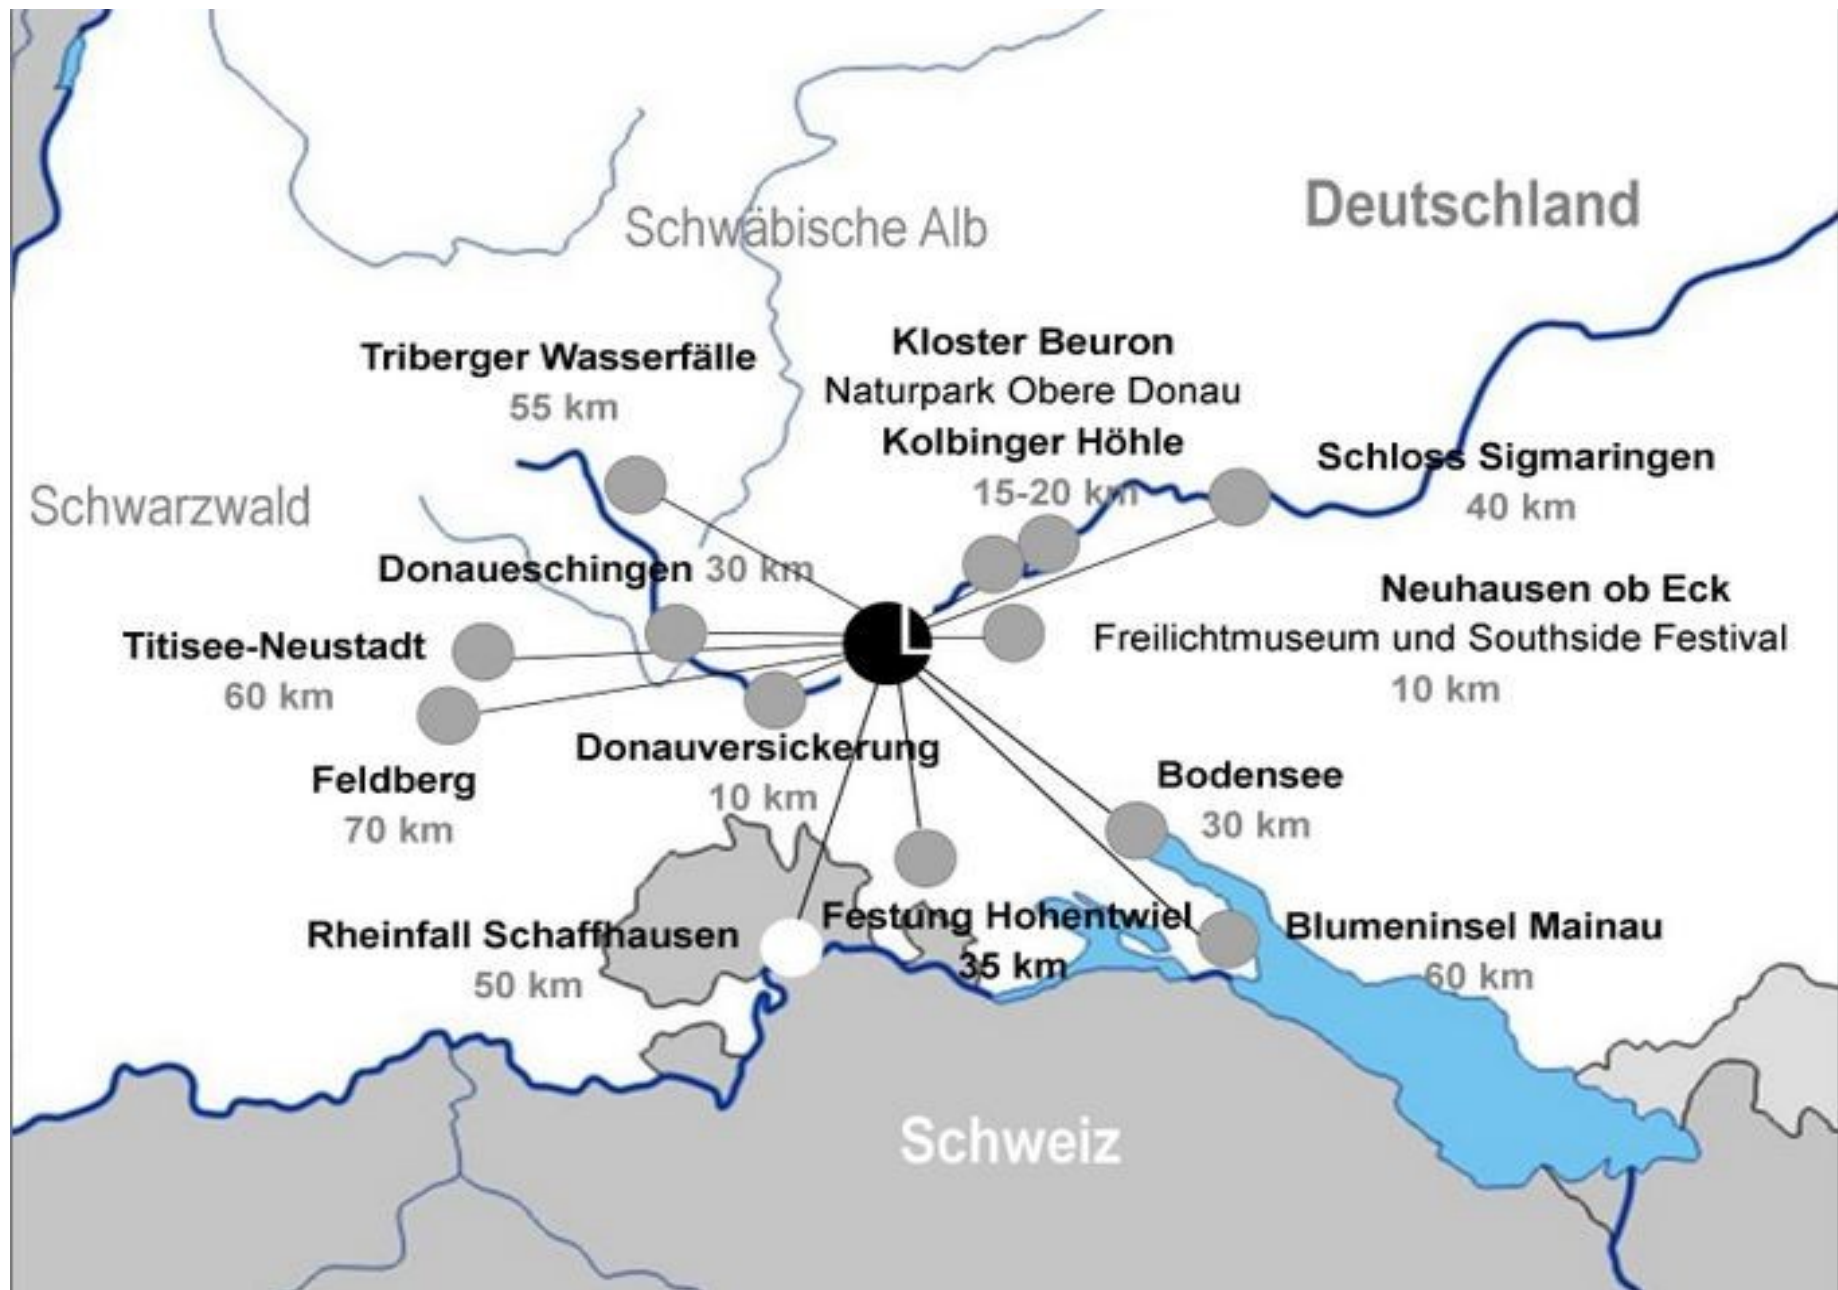 Deutschland
Schwäbische Alb
Triberger Wasserfälle
55 km
Kloster Beuron
Naturpark Obere Donau
Kolbinger Höhle
15-20 km
Schloss Sigmaringen
40 km
Schwarzwald
Donaueschingen 30 km
Neuhausen ob Eck
Freilichtmuseum und Southside Festival
10 km
Titisee-Neustadt
60 km
L
Feldberg
70 km
Donauversickerung
10 km
Bodensee
30 km
Rheinfall Schaffhausen
50 km
Festung Hohentwiel
35 km
Blumeninsel Mainau
60 km
Schweiz